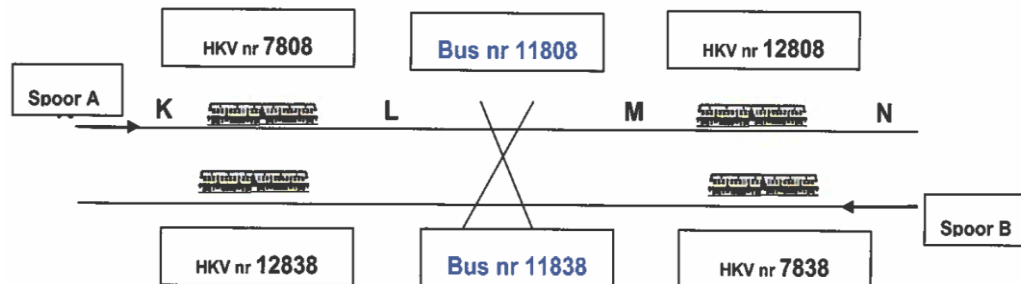 HKV nr 7808
Bus nr 11808
HKV nr 12808
Spoor A
K
L
M
N
Spoor B
HKV nr 12838
Bus nr 11838
HKV nr 7838